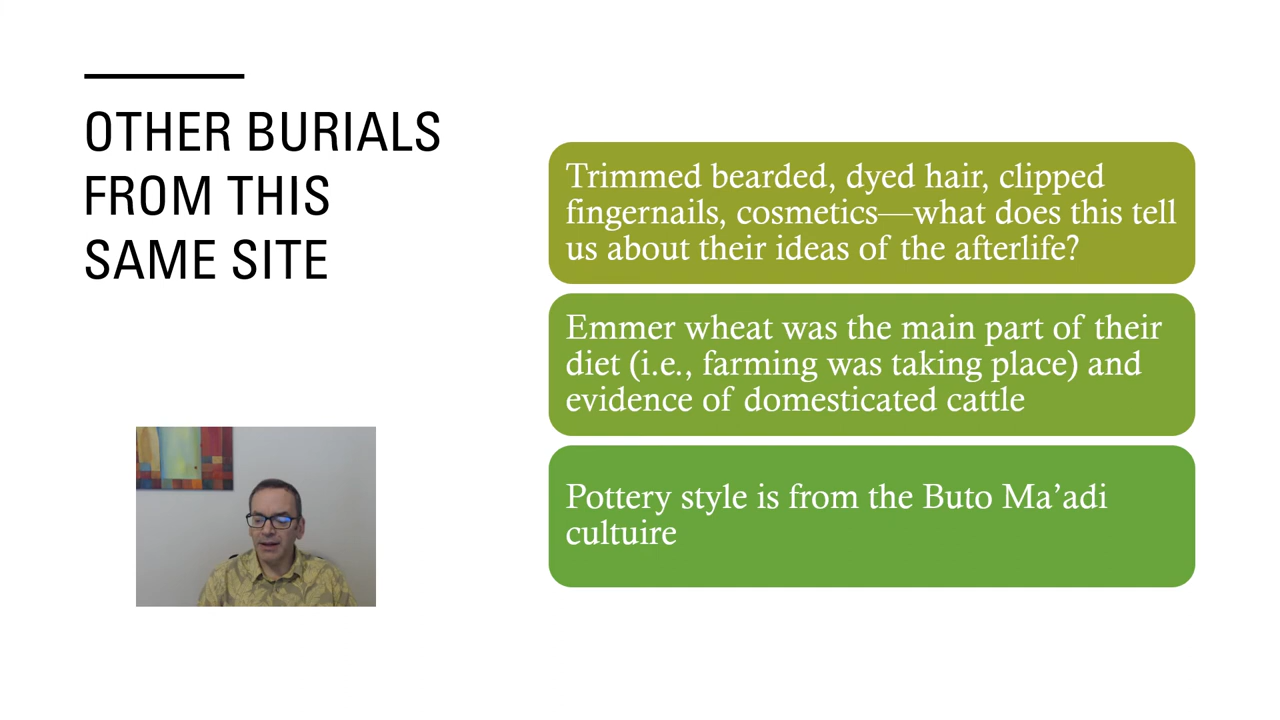 OTHER BURIALS
FROM THIS
SAME SITE
Trimmed bearded, dyed hair, clipped
fingernails, cosmetics—what does this tell
us about their ideas of the afterlife?
Emmer wheat was the main part of their
diet (i.e., farming was taking place) and
evidence of domesticated cattle
Pottery style is from the Buto Ma’adi
cultuire